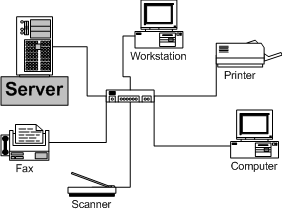 Workstation
Printer
Server
Fax
Computer
Scanner